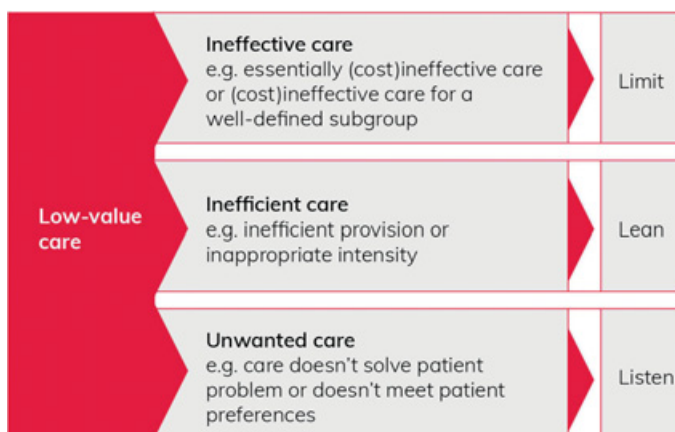 Low-value
care
Ineffective care
e.g. essentially (cost)ineffective care
or (cost)ineffective care for a
well-defined subgroup
Limit
Inefficient care
e.g. inefficient provision or
inappropriate intensity
Lean
Unwanted care
e.g. care doesn’t solve patient
problem or doesn’t meet patient
preferences
Listen